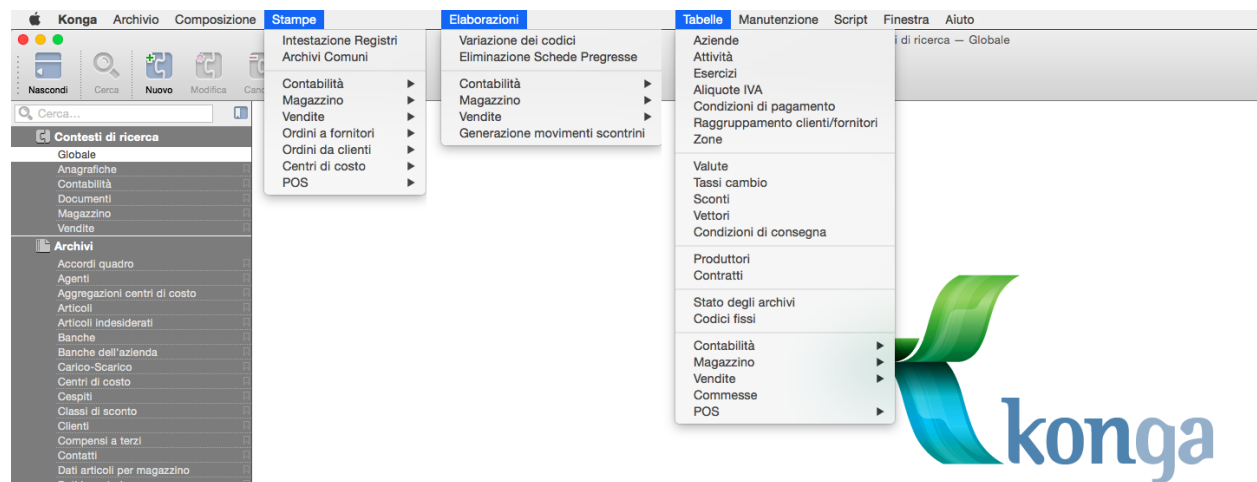 Konga Archivio Composizione Stampe Elaborazioni Tabelle Manutenzione Script Finestra Aiuto
i di ricerca — Globale
Nascondi Cerca Nuovo Modifica Canc
Cerca...
Contesti di ricerca
Globale
Anagrafiche
Contabilità
Documenti
Magazzino
Vendite
Archivi
Accordi quadro
Agenti
Aggregazioni centri di costo
Articoli
Articoli indesiderati
Banche
Banche dell'azienda
Carico-Scarico
Centri di costo
Cespiti
Classi di sconto
Clienti
Compensi a terzi
Contatti
Dati articoli per magazzino
Intestazione Registri
Archivi Comuni
Contabilità
Magazzino
Vendite
Ordini a fornitori
Ordini da clienti
Centri di costo
POS
Variazione dei codici
Eliminazione Schede Pregresse
Contabilità
Magazzino
Vendite
Generazione movimenti scontrini
Aziende
Attività
Esercizi
Aliquote IVA
Condizioni di pagamento
Raggruppamento clienti/fornitori
Zone
Valute
Tassi cambio
Sconti
Vettori
Condizioni di consegna
Produttori
Contratti
Stato degli archivi
Codici fissi
Contabilità
Magazzino
Vendite
Commesse
POS
konga